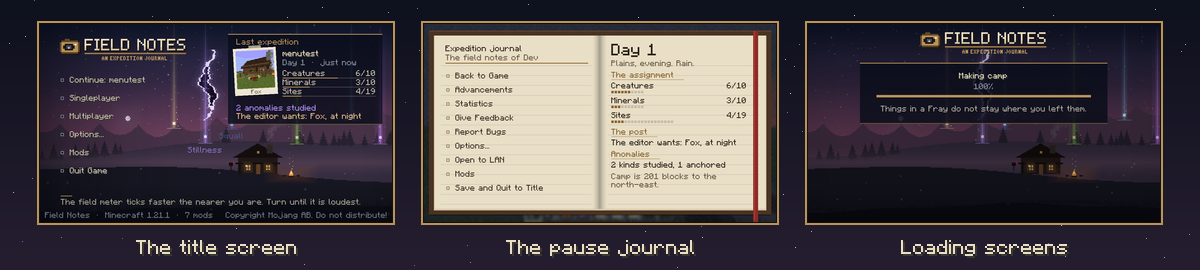 FIELD NOTES
AN EXPEDITION JOURNAL
Continue: menutest
Singleplayer
Multiplayer
Options...
Mods
Quit Game
Last expedition
Fox
menutest
Day 1 · just now
Creatures 6/10
Minerals 3/10
Sites 4/19
2 anomalies studied
The editor wants: Fox, at night
Squall
Stillness
The field meter ticks faster the nearer you are. Turn until it is loudest.
Field Notes · Minecraft 1.21.1 · 7 mods Copyright Mojang AB. Do not distribute!
The title screen
Expedition journal
The field notes of Dev
Back to Game
Advancements
Statistics
Give Feedback
Report Bugs
Options...
Open to LAN
Mods
Save and Quit to Title
Day 1
Plains, evening. Rain.
The assignment
Creatures 6/10
Minerals 3/10
Sites 4/19
The post
The editor wants: Fox, at night
Anomalies
2 kinds studied, 1 anchored
Camp is 201 blocks to the
north-east.
The pause journal
FIELD NOTES
AN EXPEDITION JOURNAL
Making camp
100%
Things in a Fray do not stay where you left them.
Loading screens